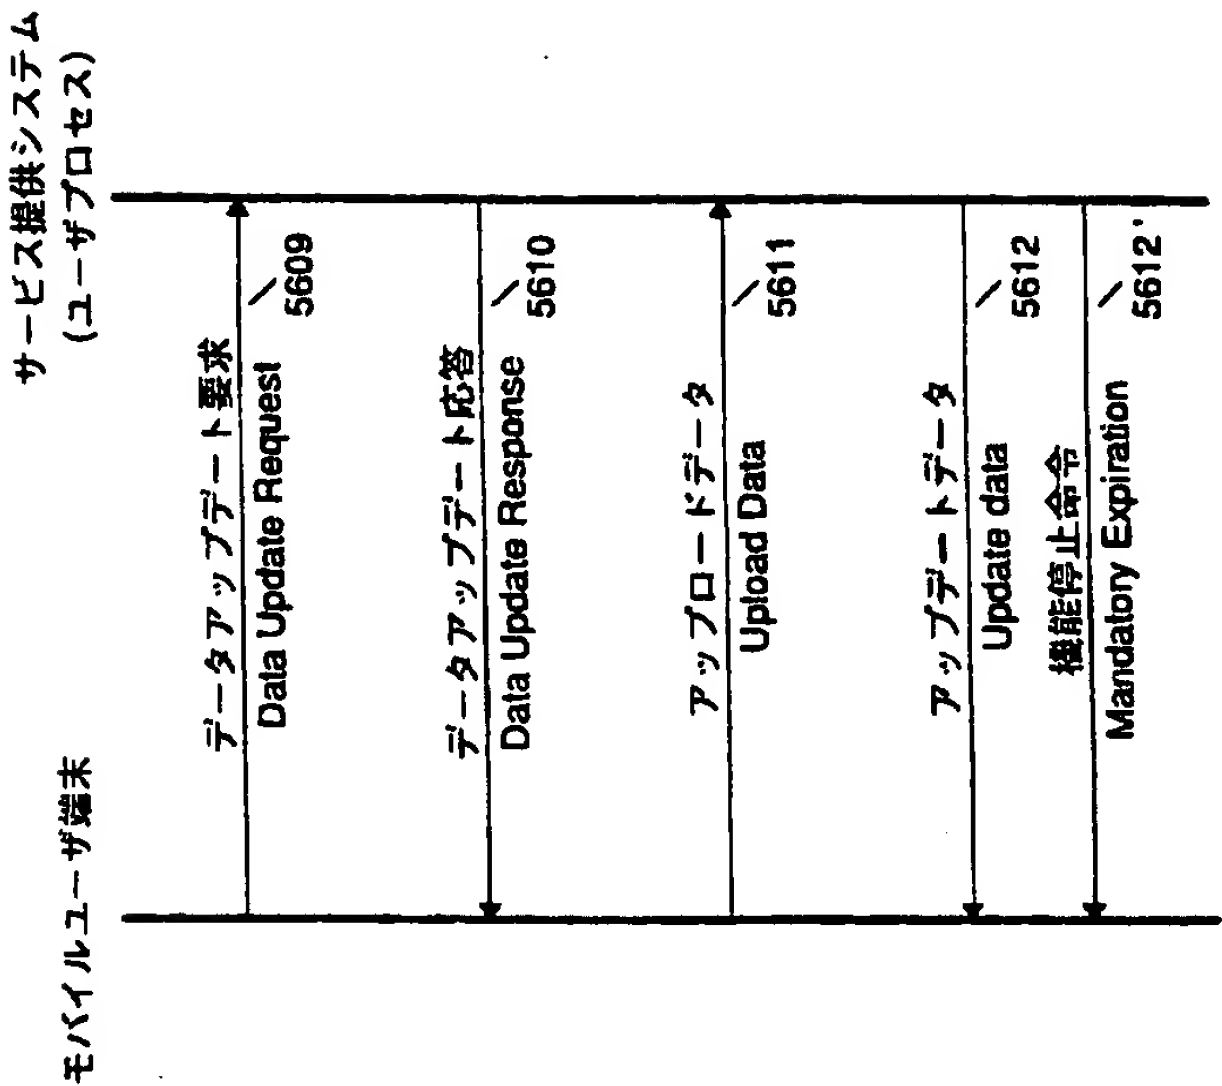 モバイルユーザ端末
サービス提供システム
(ユーザプロセス)
データアップデート要求
Data Update Request
5609
データアップデート応答
Data Update Response
5610
アップロードデータ
Upload Data
5611
アップデートデータ
Update data
5612
機能停止命令
Mandatory Expiration
5612'